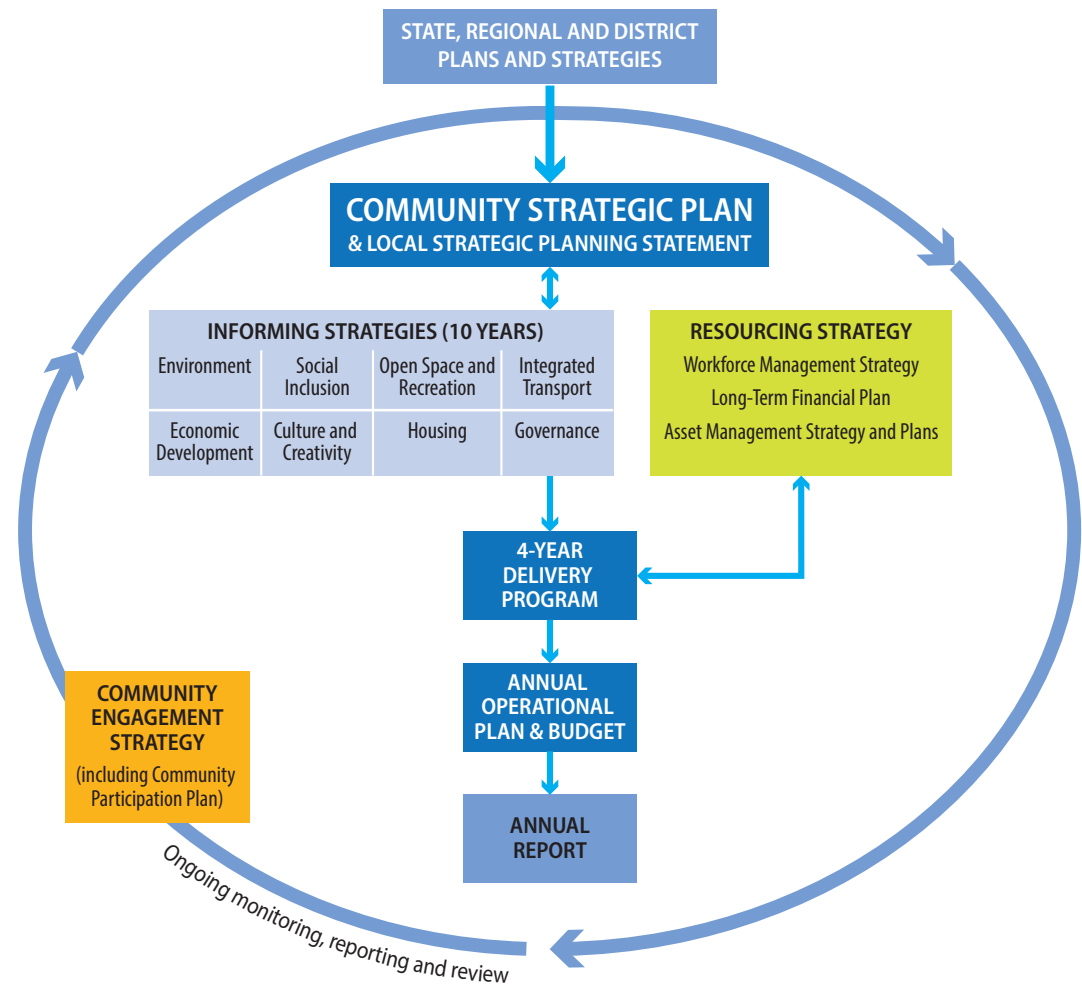 STATE, REGIONAL AND DISTRICT
PLANS AND STRATEGIES
COMMUNITY STRATEGIC PLAN
& LOCAL STRATEGIC PLANNING STATEMENT
INFORMING STRATEGIES (10 YEARS)
Environment
Social
Inclusion
Open Space and
Recreation
Integrated
Transport
Economic
Development
Culture and
Creativity
Housing
Governance
RESOURCING STRATEGY
Workforce Management Strategy
Long-Term Financial Plan
Asset Management Strategy and Plans
4-YEAR
DELIVERY
PROGRAM
ANNUAL
OPERATIONAL
PLAN & BUDGET
ANNUAL
REPORT
COMMUNITY
ENGAGEMENT
STRATEGY
(including Community
Participation Plan)
Ongoing monitoring, reporting and review